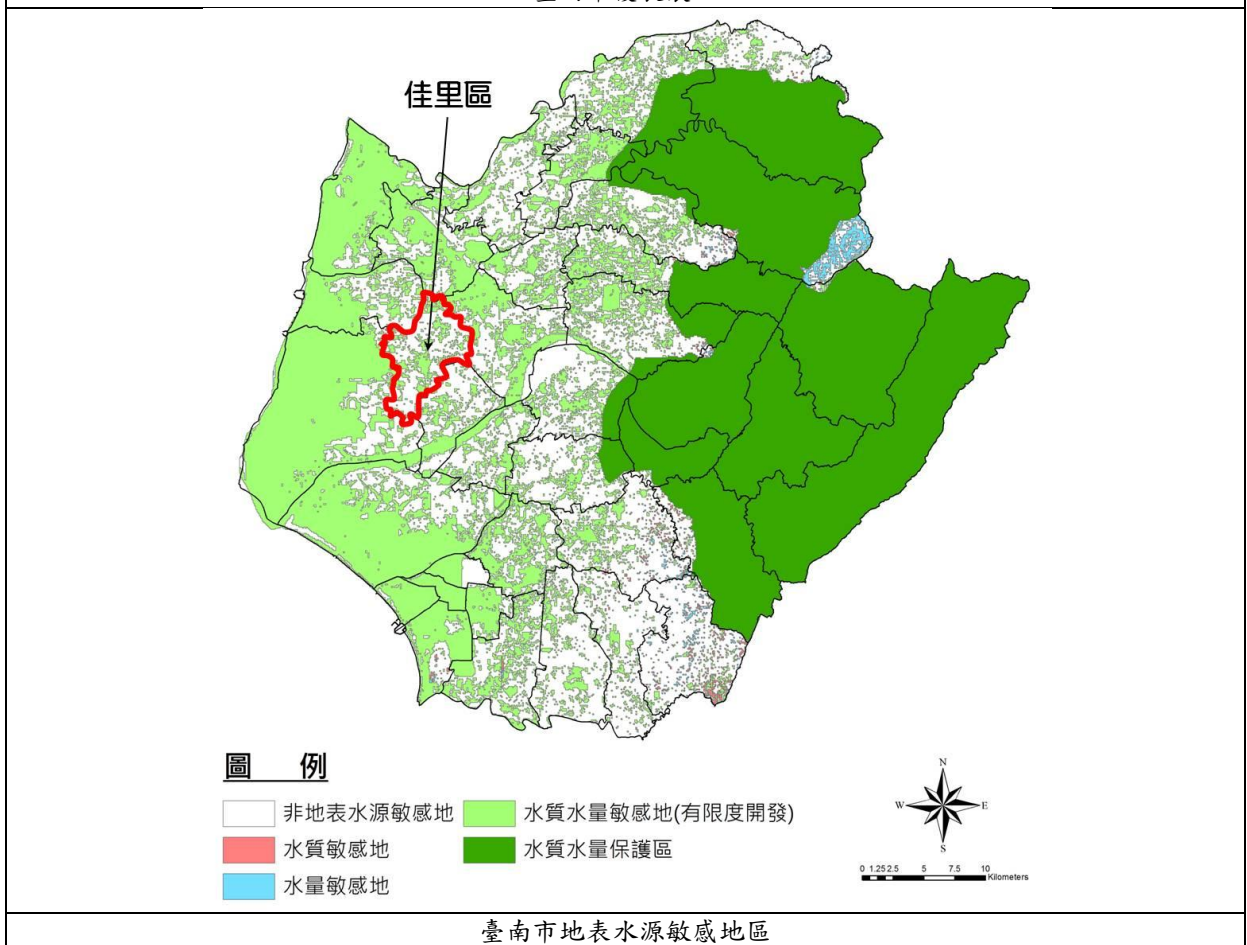 佳里區
圖 例
非地表水源敏感地
水質水量敏感地(有限度開發)
水質敏感地
水質水量保護區
水量敏感地
N
W
E
S
0 1.25 2.5 5 7.5 10
Kilometers
臺南市地表水源敏感地區